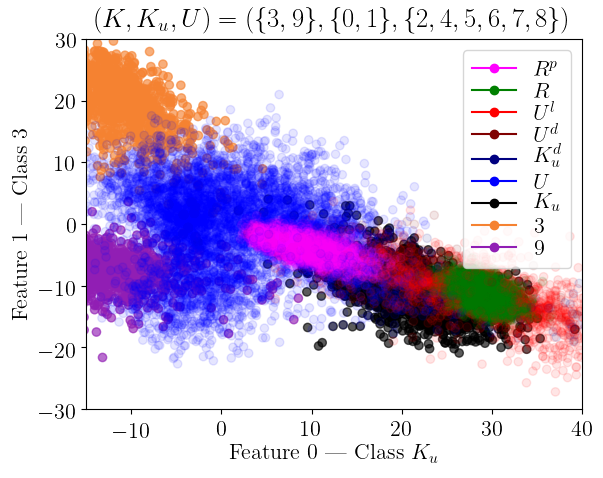 (K, K_u, U) = ({3, 9}, {0, 1}, {2, 4, 5, 6, 7, 8})
30
20
10
0
−10
−20
−30
Feature 1 — Class 3
R^p
R
U^l
U^d
K_u^d
U
K_u
3
9
−10
0
10
20
30
40
Feature 0 — Class K_u